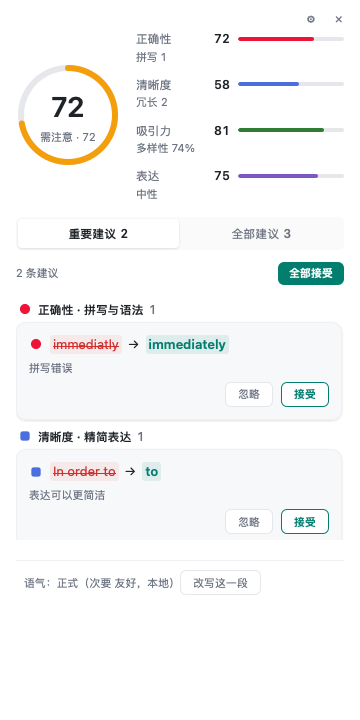 正确性 72
拼写 1
清晰度 58
冗长 2
吸引力 81
多样性 74%
表达 75
中性
72
需注意 · 72
重要建议 2 全部建议 3
2 条建议 全部接受
正确性 · 拼写与语法 1
immediatly → immediately
拼写错误
忽略 接受
清晰度 · 精简表达 1
In order to → to
表达可以更简洁
忽略 接受
语气：正式（次要 友好，本地） 改写这一段